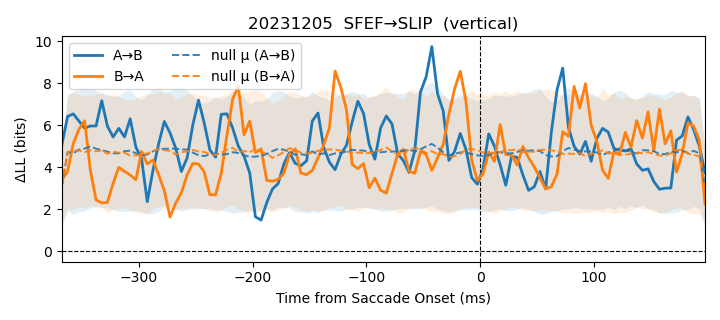 20231205 SFEF→SLIP (vertical)
A→B
B→A
null μ (A→B)
null μ (B→A)
ΔLL (bits)
10
8
6
4
2
0
−300
−200
−100
0
100
Time from Saccade Onset (ms)